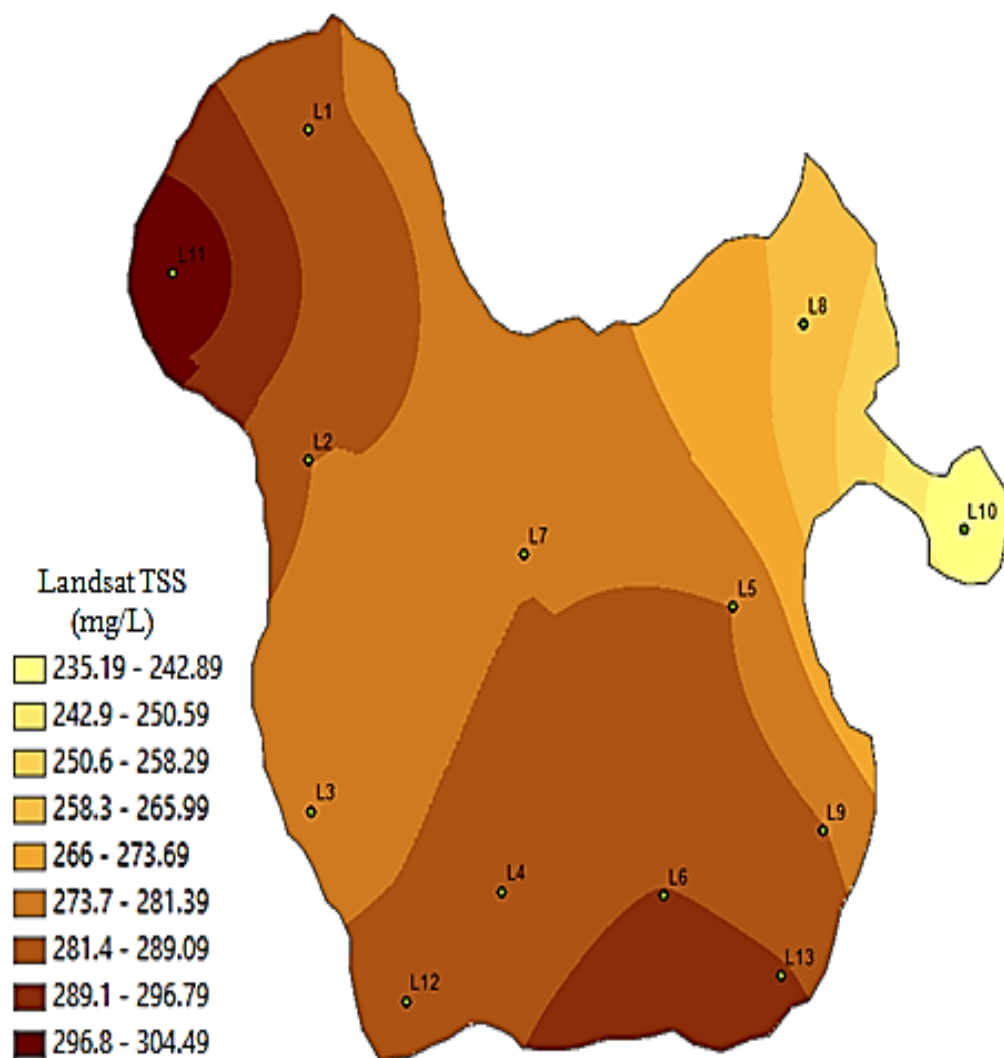 L1
L11
L8
L2
L10
L7
L5
Landsat TSS
(mg/L)
235.19 - 242.89
242.9 - 250.59
250.6 - 258.29
258.3 - 265.99
266 - 273.69
273.7 - 281.39
281.4 - 289.09
289.1 - 296.79
296.8 - 304.49
L3
L9
L4
L6
L13
L12